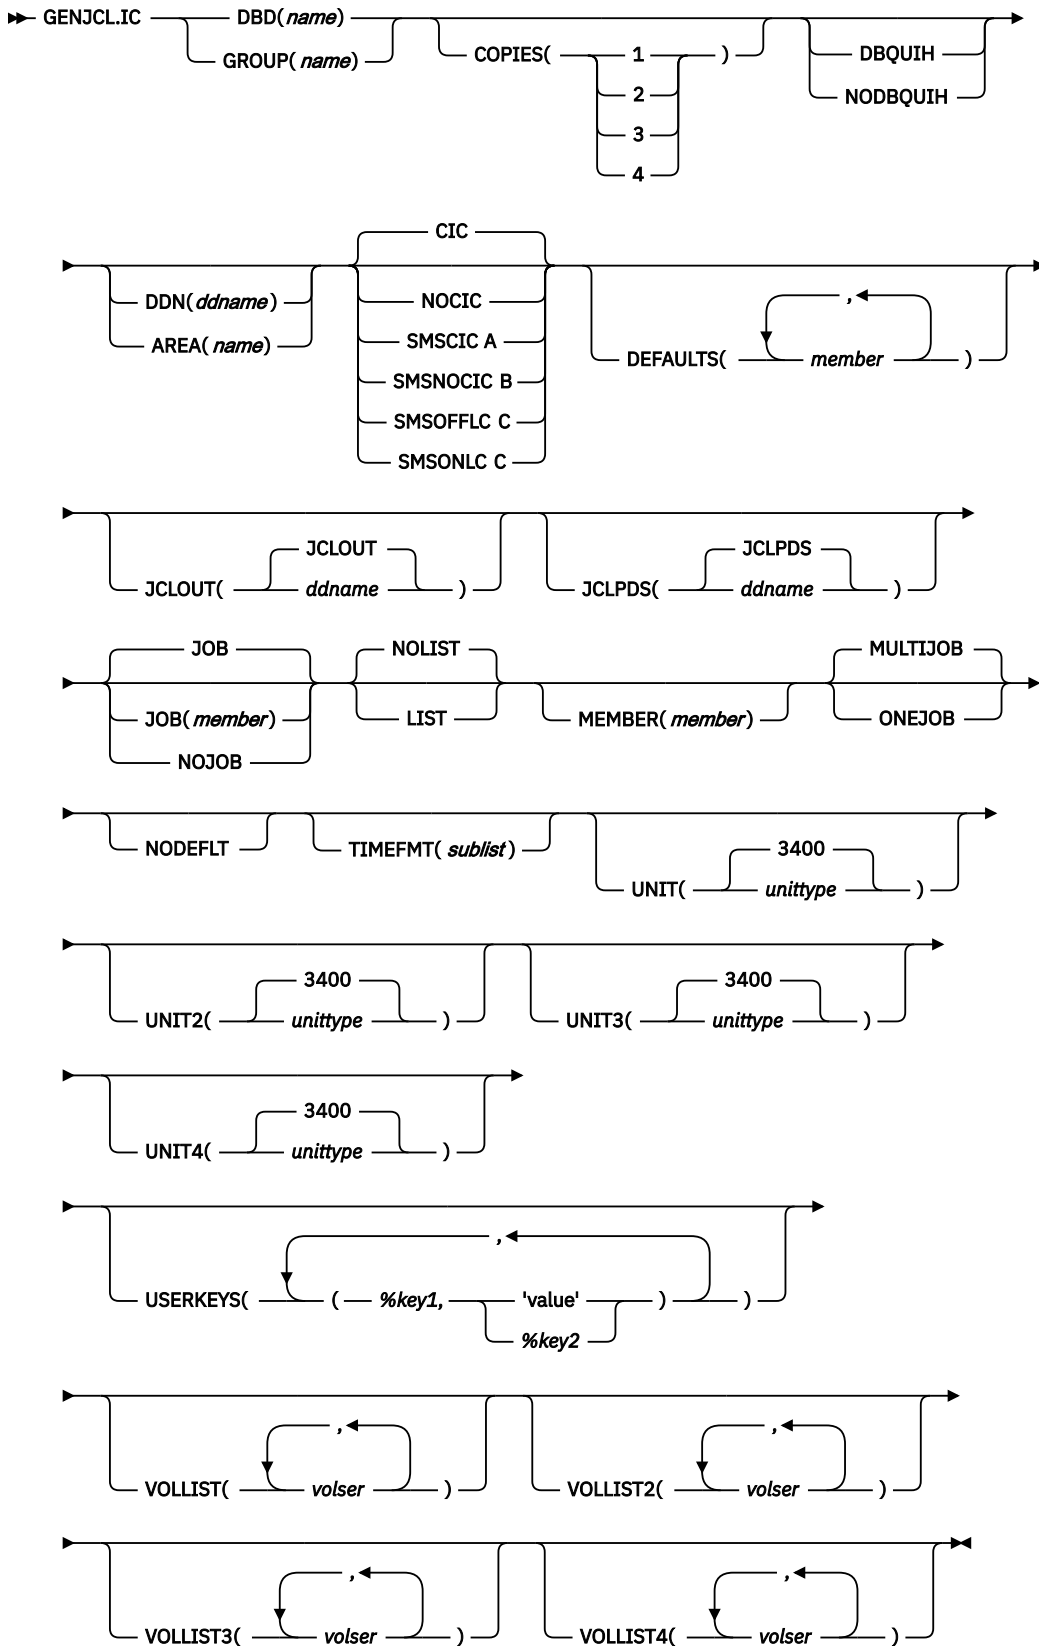 GENJCL.IC DBD( name) COPIES( 1 ) DBQUIH
GROUP( name) 2 NODBQUIH
3
4
CIC
DDN( ddname) NOCIC ,
AREA( name) SMSCIC A DEFAULTS( member )
SMSNOCIC B
SMSOFFLC C
SMSONLC C
JCLOUT JCLPDS
JCLOUT( ddname ) JCLPDS( ddname )
JOB NOLIST MULTIJOB
JOB( member) LIST MEMBER( member) ONEJOB
NOJOB
NODEFLT TIMEFMT( sublist) 3400
UNIT( unittype )
3400 3400
UNIT2( unittype ) UNIT3( unittype )
3400
UNIT4( unittype )
,
USERKEYS( ( %key1, 'value' ) )
%key2
, ,
VOLLIST( volser ) VOLLIST2( volser )
, ,
VOLLIST3( volser ) VOLLIST4( volser )